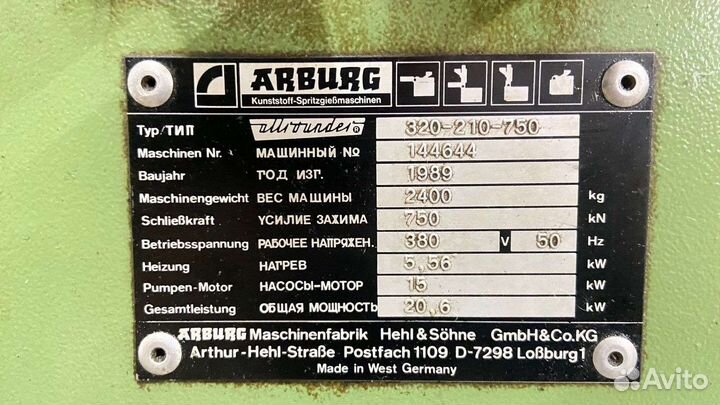 ARBURG
Kunststoff-Spritzgießmaschinen
Typ/ТИП allrounder® 320-210-750
Maschinen Nr. МАШИННЫЙ № 144644
Baujahr ГОД ИЗГ. 1989
Maschinengewicht ВЕС МАШИНЫ 2400 kg
Schließkraft УСИЛИЕ ЗАЖИМА 750 kN
Betriebsspannung РАБОЧЕЕ НАПРЯЖЕН. 380 V 50 Hz
Heizung НАГРЕВ 5,56 kW
Pumpen-Motor НАСОСЫ-МОТОР 15 kW
Gesamtleistung ОБЩАЯ МОЩНОСТЬ 20,6 kW
ARBURG Maschinenfabrik Hehl & Söhne GmbH & Co. KG
Arthur-Hehl-Straße Postfach 1109 D-7298 Loßburg 1
Made in West Germany
Avito